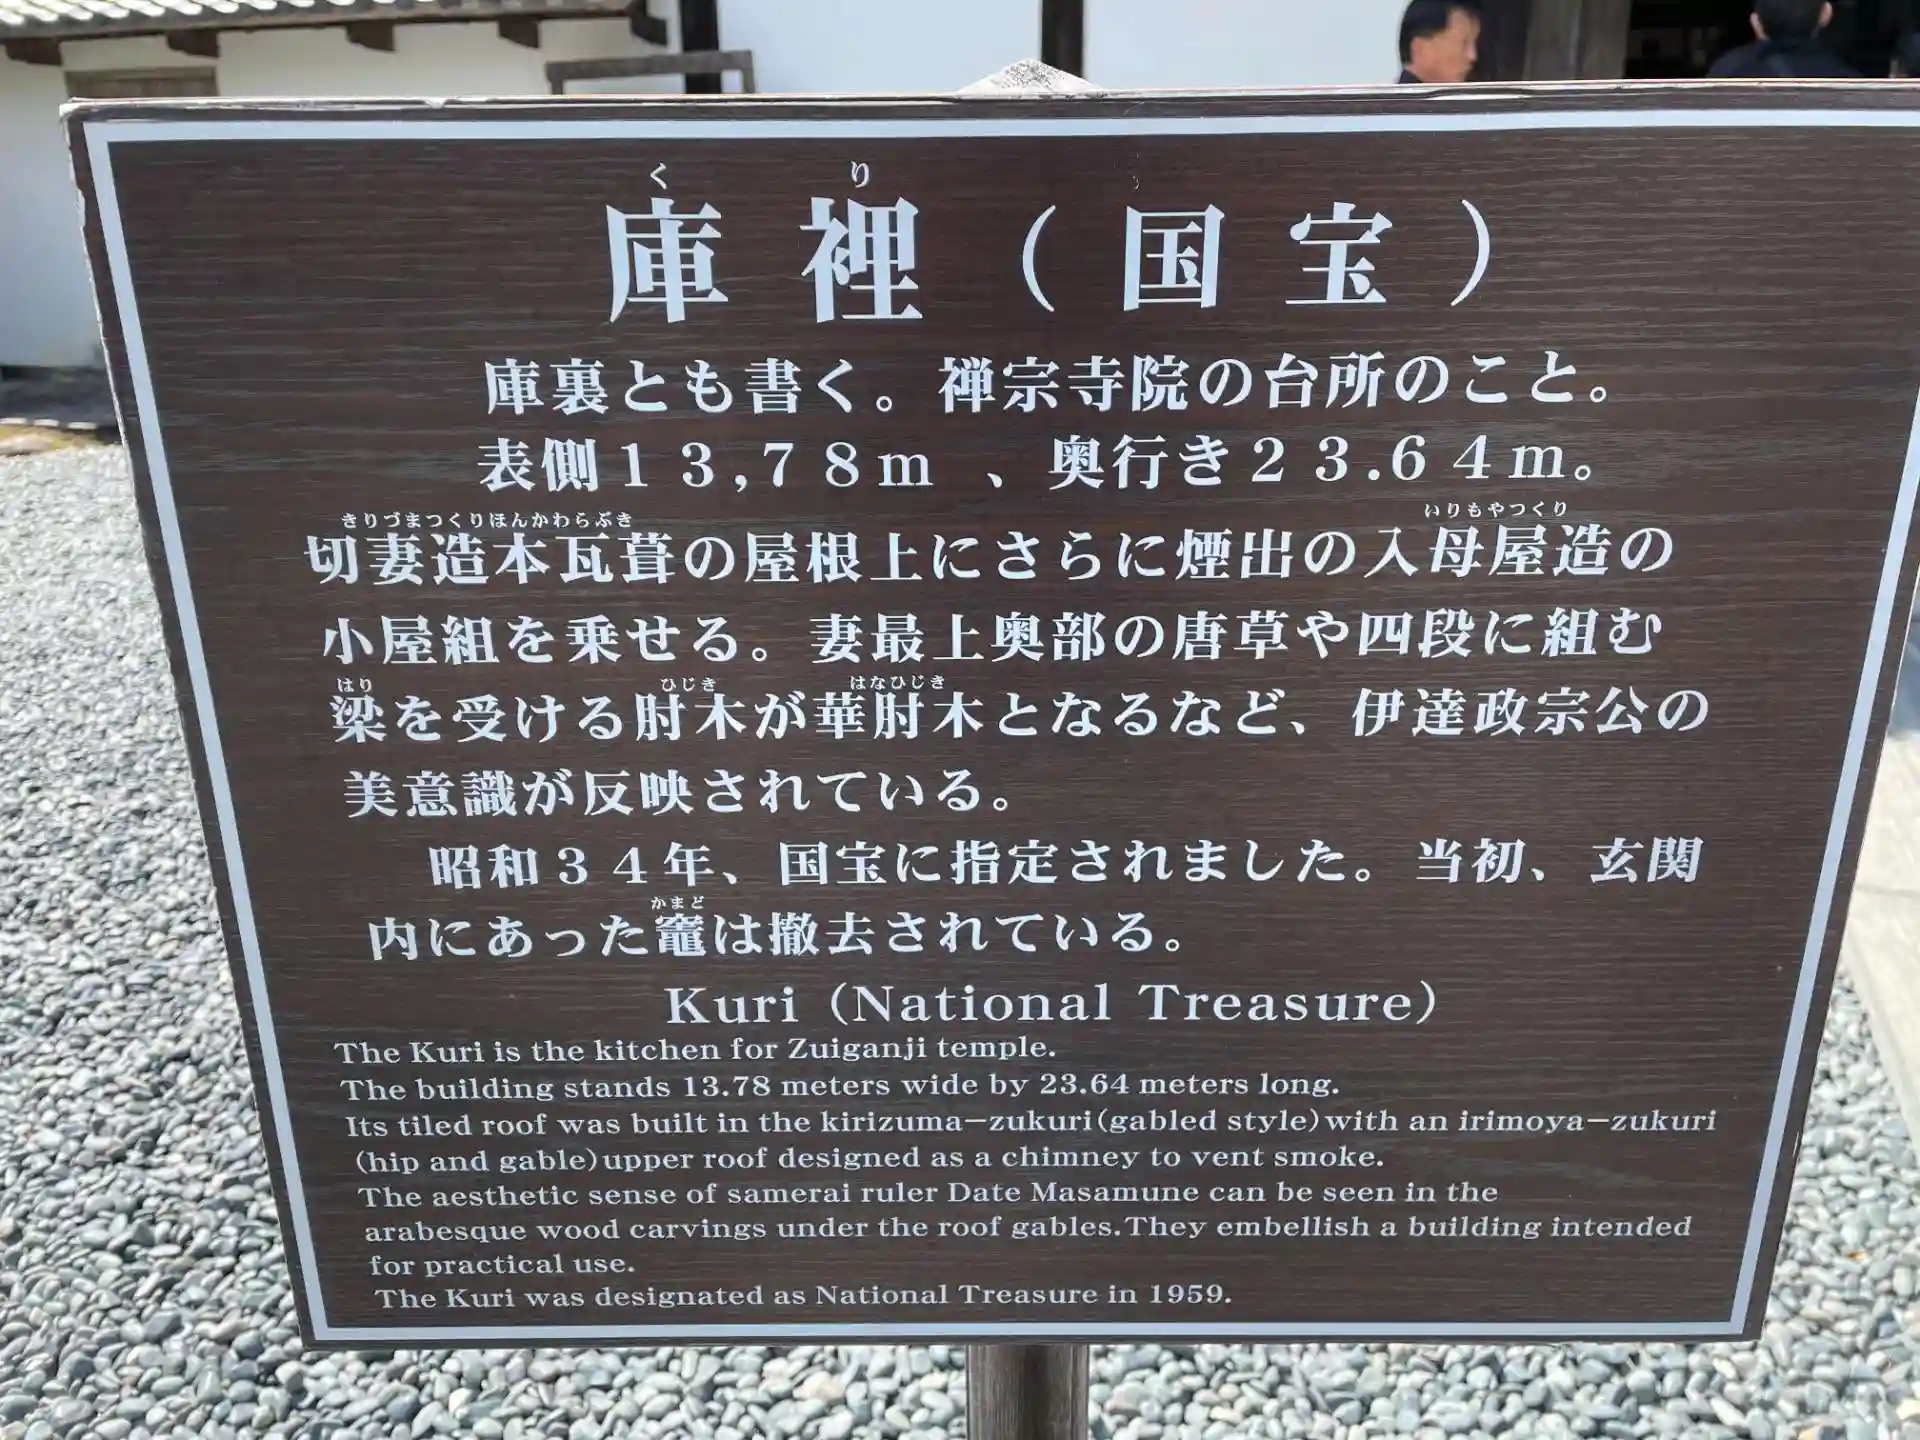 くり
庫裡（国宝）
庫裏とも書く。禅宗寺院の台所のこと。
表側１３,７８ｍ 、奥行き２３.６４ｍ。
きりづまつくりほんかわらぶき いりもやつくり
切妻造本瓦葺の屋根上にさらに煙出の入母屋造の
小屋組を乗せる。妻最上奥部の唐草や四段に組む
はり ひじき はなひじき
梁を受ける肘木が華肘木となるなど、伊達政宗公の
美意識が反映されている。
昭和３４年、国宝に指定されました。当初、玄関
かまど
内にあった竈は撤去されている。
Kuri（National Treasure）
The Kuri is the kitchen for Zuiganji temple.
The building stands 13.78 meters wide by 23.64 meters long.
Its tiled roof was built in the kirizuma−zukuri(gabled style)with an irimoya−zukuri
(hip and gable)upper roof designed as a chimney to vent smoke.
The aesthetic sense of samerai ruler Date Masamune can be seen in the
arabesque wood carvings under the roof gables.They embellish a building intended
for practical use.
The Kuri was designated as National Treasure in 1959.